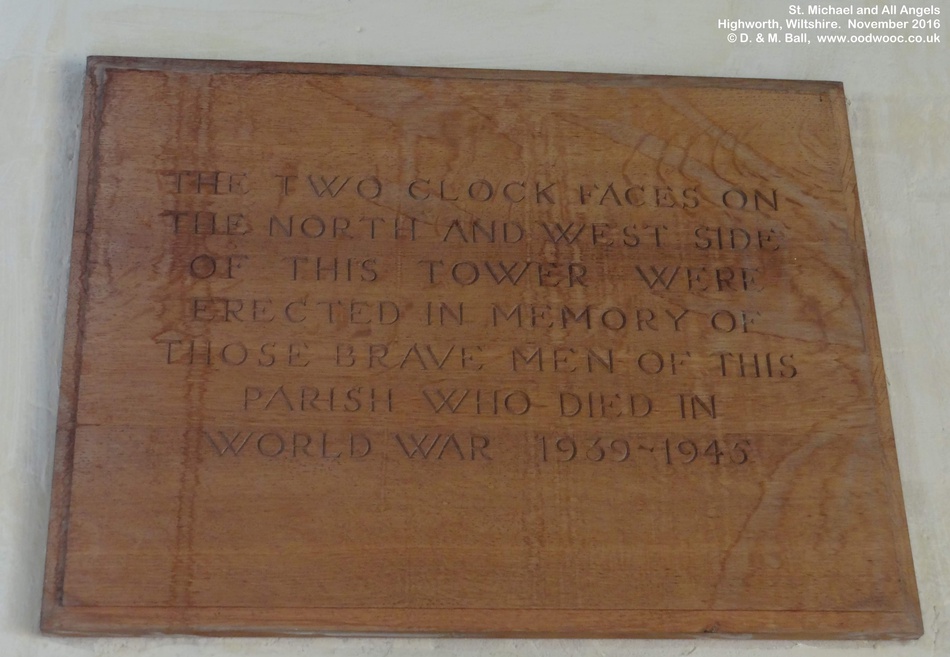 St. Michael and All Angels
Highworth, Wiltshire. November 2016
© D. & M. Ball, www.oodwooc.co.uk
THE TWO CLOCK FACES ON
THE NORTH AND WEST SIDE
OF THIS TOWER WERE
ERECTED IN MEMORY OF
THOSE BRAVE MEN OF THIS
PARISH WHO DIED IN
WORLD WAR 1939~1945